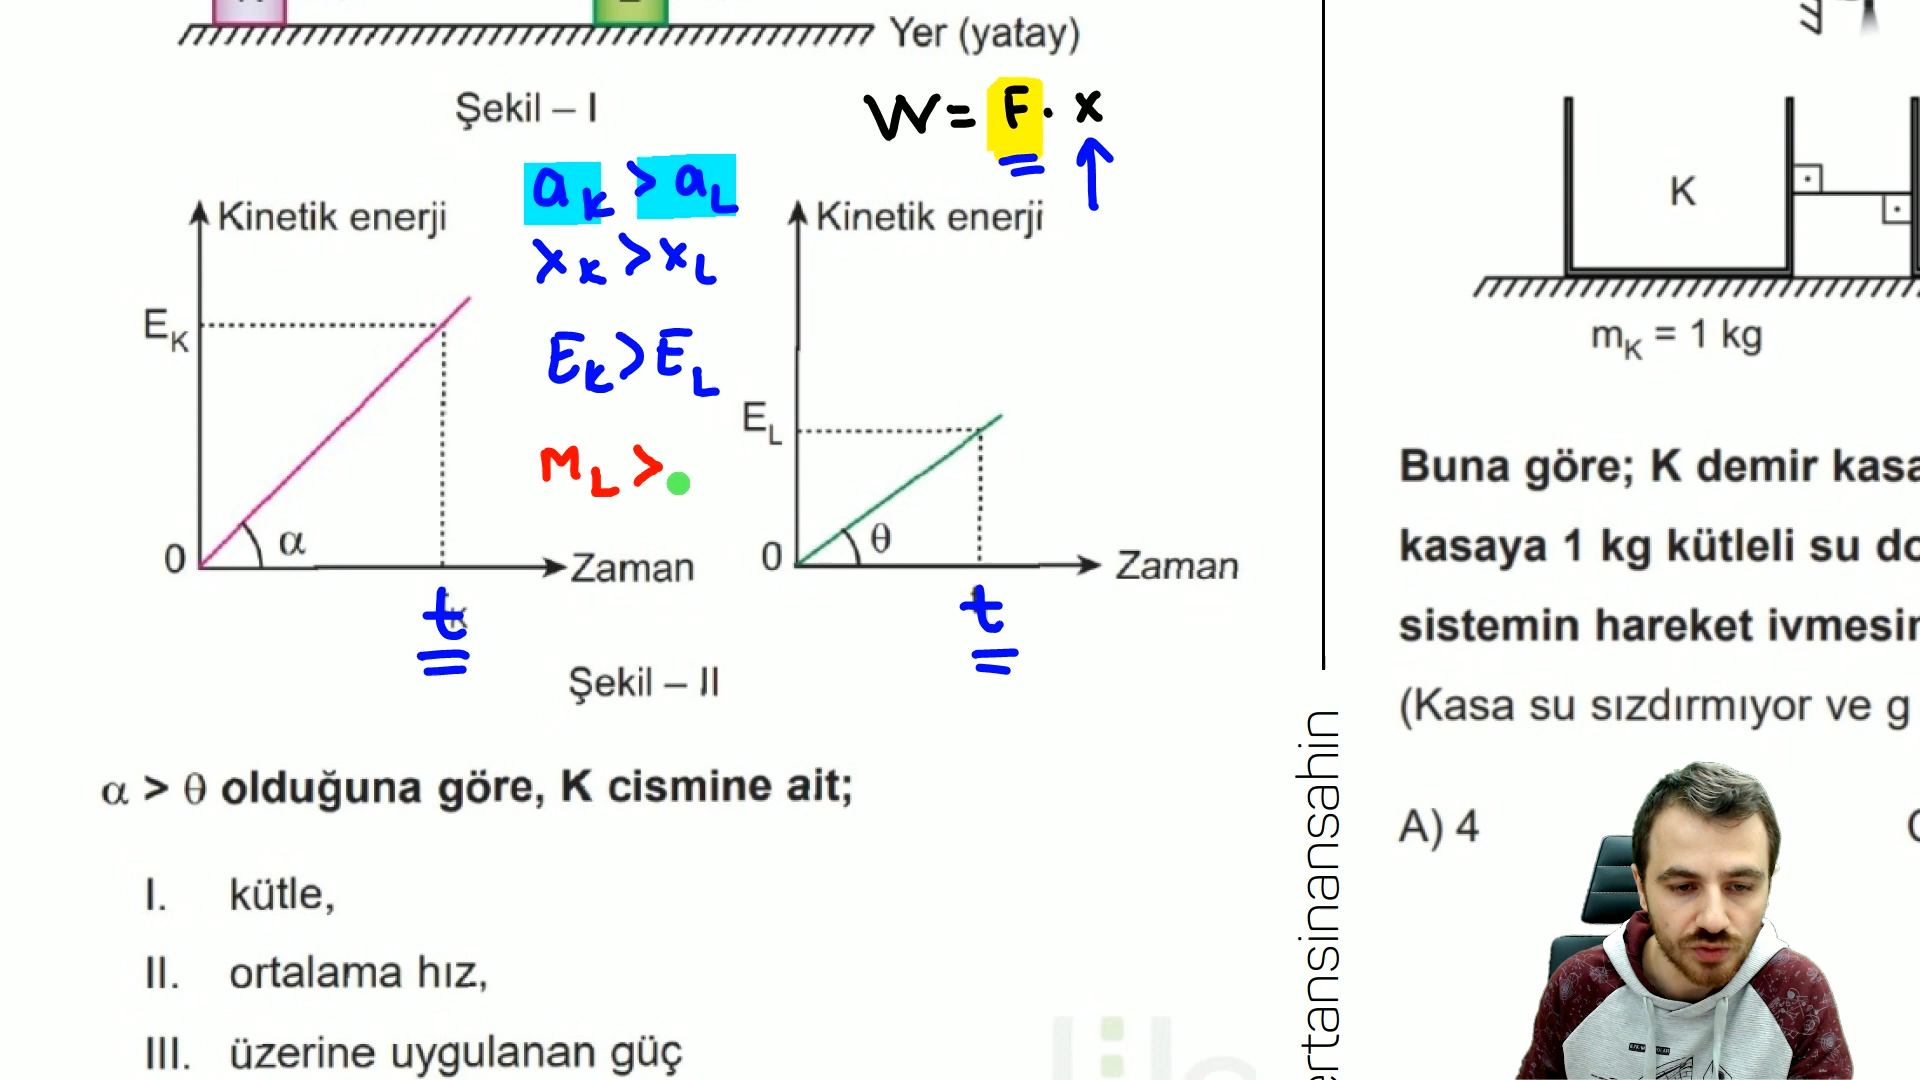 Yer (yatay)
Şekil – I
W = F . x
a_K > a_L
x_K > x_L
E_K > E_L
M_L >
Kinetik enerji
E_K
α
0
Zaman
t
Kinetik enerji
E_L
θ
0
Zaman
t
Şekil – II
α > θ olduğuna göre, K cismine ait;
I. kütle,
II. ortalama hız,
III. üzerine uygulanan güç
ertansinansahin
K
m_K = 1 kg
Buna göre; K demir kasa
kasaya 1 kg kütleli su do
sistemin hareket ivmesin
(Kasa su sızdırmıyor ve g
A) 4